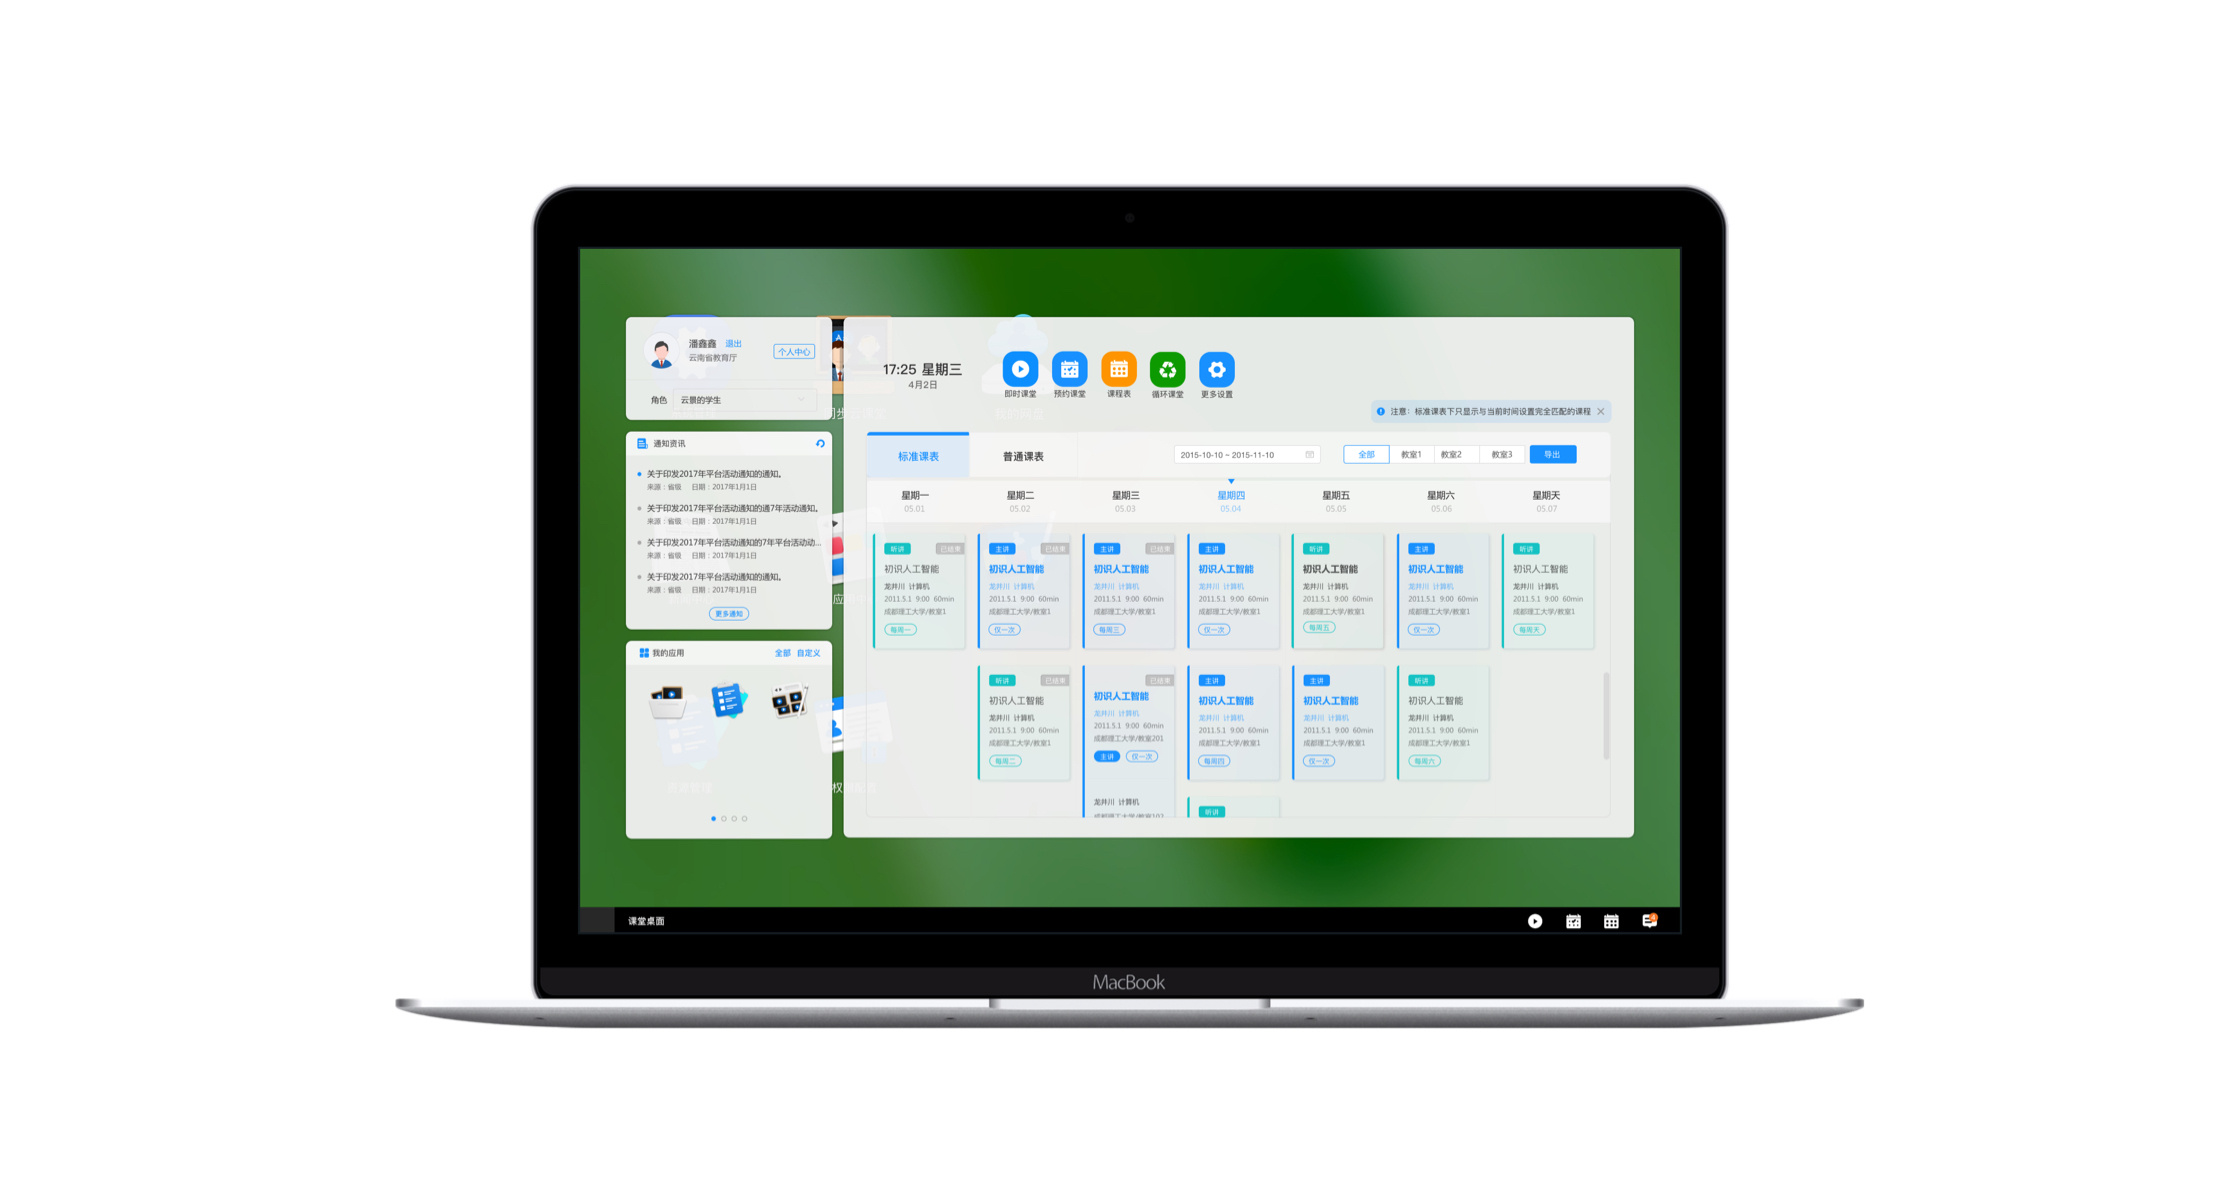 潘鑫鑫 退出
云南省教育厅
个人中心
角色 云景的学生
通知资讯
关于印发2017年平台活动通知的通知。
来源：省级 日期：2017年1月1日
关于印发2017年平台活动通知的通7年活动通知。
来源：省级 日期：2017年1月1日
关于印发2017年平台活动通知的7年平台活动动...
来源：省级 日期：2017年1月1日
关于印发2017年平台活动通知的通知。
来源：省级 日期：2017年1月1日
更多通知
我的应用 全部 自定义
17:25 星期三
4月2日
即时课堂 预约课堂 课程表 循环课堂 更多设置
注意：标准课表下只显示与当前时间设置完全匹配的课程
标准课表 普通课表 2015-10-10 ~ 2015-11-10 全部 教室1 教室2 教室3 导出
星期一 星期二 星期三 星期四 星期五 星期六 星期天
05.01 05.02 05.03 05.04 05.05 05.06 05.07
听讲 已结束
初识人工智能
龙井川 计算机
2011.5.1 9:00 60min
成都理工大学/教室1
每周一
主讲 已结束
初识人工智能
龙井川 计算机
2011.5.1 9:00 60min
成都理工大学/教室1
仅一次
主讲 已结束
初识人工智能
龙井川 计算机
2011.5.1 9:00 60min
成都理工大学/教室1
每周三
主讲
初识人工智能
龙井川 计算机
2011.5.1 9:00 60min
成都理工大学/教室1
仅一次
听讲
初识人工智能
龙井川 计算机
2011.5.1 9:00 60min
成都理工大学/教室1
每周五
主讲
初识人工智能
龙井川 计算机
2011.5.1 9:00 60min
成都理工大学/教室1
仅一次
听讲
初识人工智能
龙井川 计算机
2011.5.1 9:00 60min
成都理工大学/教室1
每周天
听讲 已结束
初识人工智能
龙井川 计算机
2011.5.1 9:00 60min
成都理工大学/教室1
每周二
已结束
初识人工智能
龙井川 计算机
2011.5.1 9:00 60min
成都理工大学/教室201
主讲 仅一次
龙井川 计算机
成都理工大学/教室102
主讲
初识人工智能
龙井川 计算机
2011.5.1 9:00 60min
成都理工大学/教室1
每周四
听讲
主讲
初识人工智能
龙井川 计算机
2011.5.1 9:00 60min
成都理工大学/教室1
仅一次
听讲
初识人工智能
龙井川 计算机
2011.5.1 9:00 60min
成都理工大学/教室1
每周六
课堂桌面
MacBook